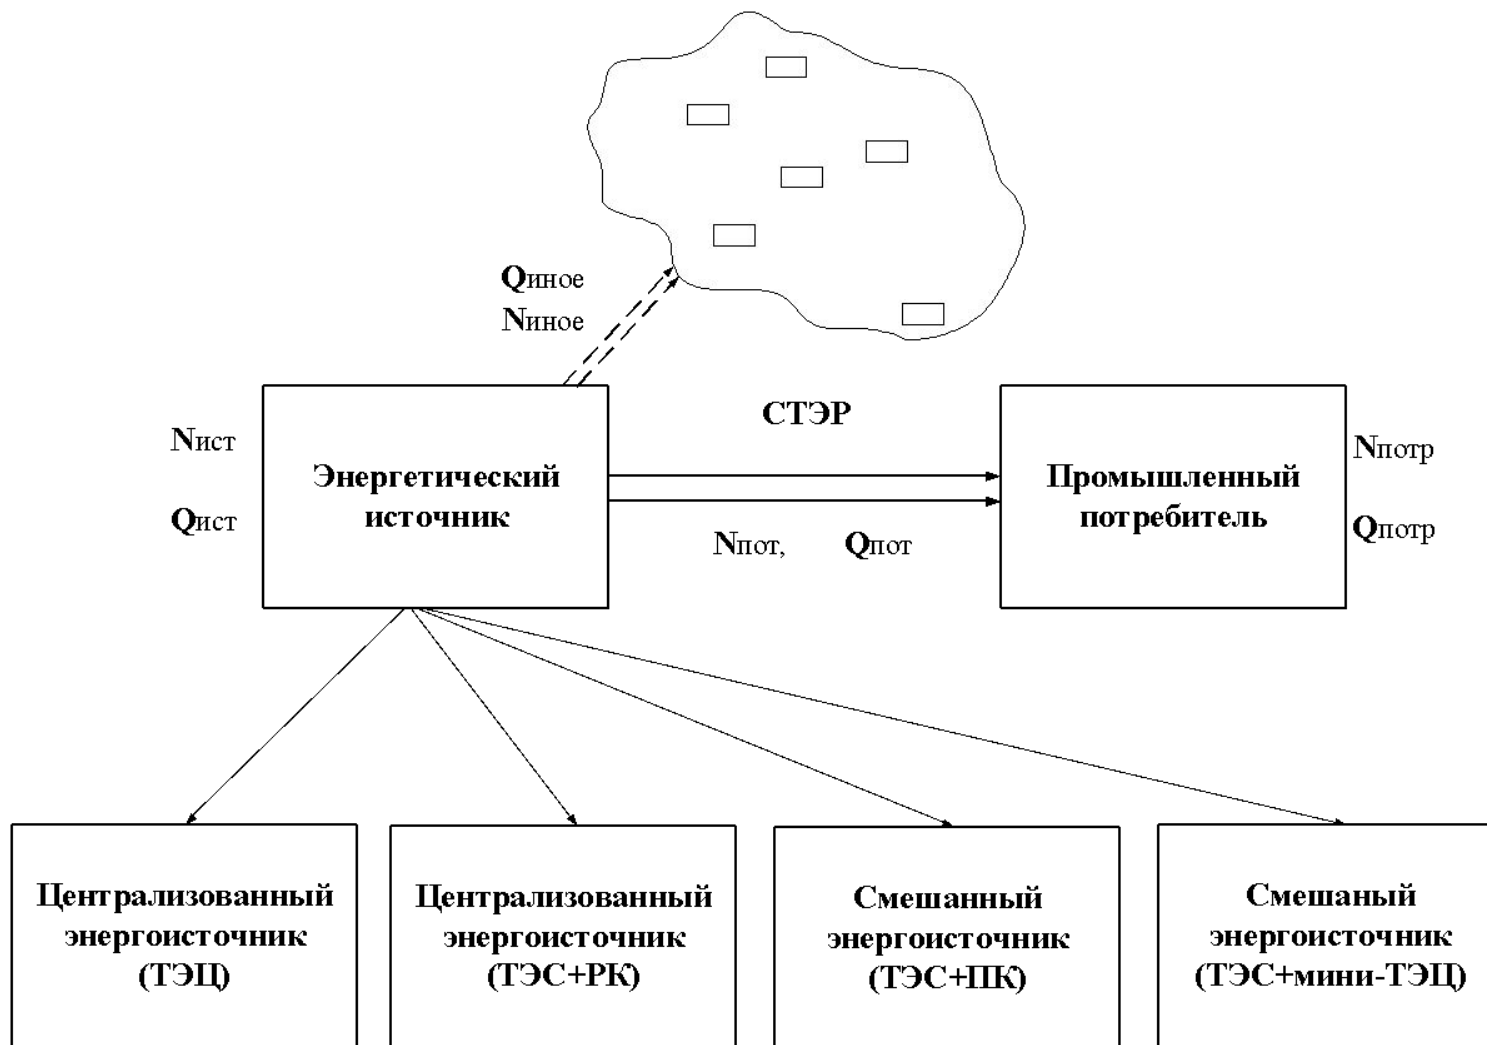 Qиное
Nиное
СТЭР
Nист
Qист
Энергетический
источник
Промышленный
потребитель
Nпотр
Qпотр
Nпот, Qпот
Централизованный
энергоисточник
(ТЭЦ)
Централизованный
энергоисточник
(ТЭС+РК)
Смешанный
энергоисточник
(ТЭС+ПК)
Смешаный
энергоисточник
(ТЭС+мини-ТЭЦ)